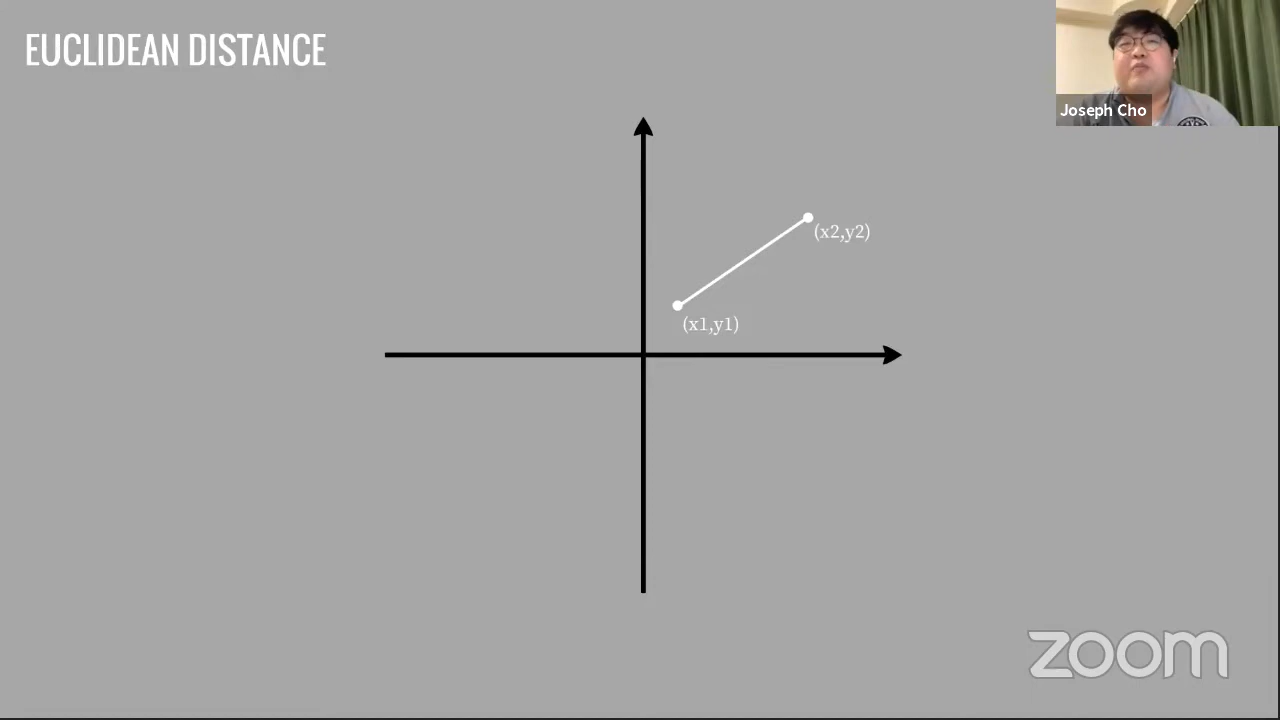 EUCLIDEAN DISTANCE
Joseph Cho
(x2,y2)
(x1,y1)
zoom